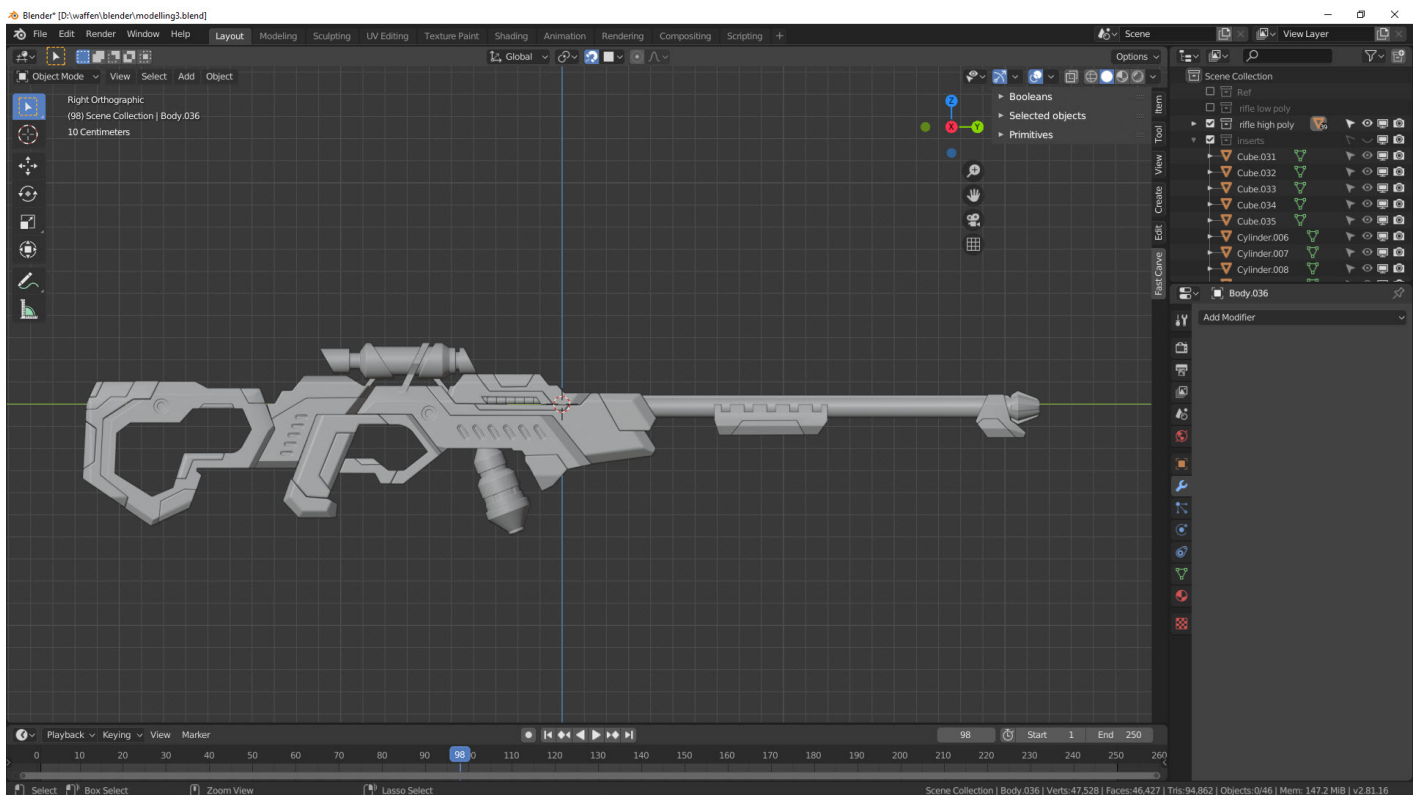 Blender* [D:\waffen\blender\modelling3.blend]
File Edit Render Window Help Layout Modeling Sculpting UV Editing Texture Paint Shading Animation Rendering Compositing Scripting + Scene View Layer
Global Options
Object Mode View Select Add Object
Right Orthographic
(98) Scene Collection | Body.036
10 Centimeters
Z
X
Y
Booleans
Selected objects
Primitives
Item
Tool
View
Create
Edit
Fast Carve
Scene Collection
Ref
rifle low poly
rifle high poly
inserts
Cube.031
Cube.032
Cube.033
Cube.034
Cube.035
Cylinder.006
Cylinder.007
Cylinder.008
Body.036
Add Modifier
Playback Keying View Marker 98 Start 1 End 250
0 10 20 30 40 50 60 70 80 90 98 110 120 130 140 150 160 170 180 190 200 210 220 230 240 250 260
Select Box Select Zoom View Lasso Select Scene Collection | Body.036 | Verts:47,528 | Faces:46,427 | Tris:94,862 | Objects:0/46 | Mem: 147.2 MiB | v2.81.16